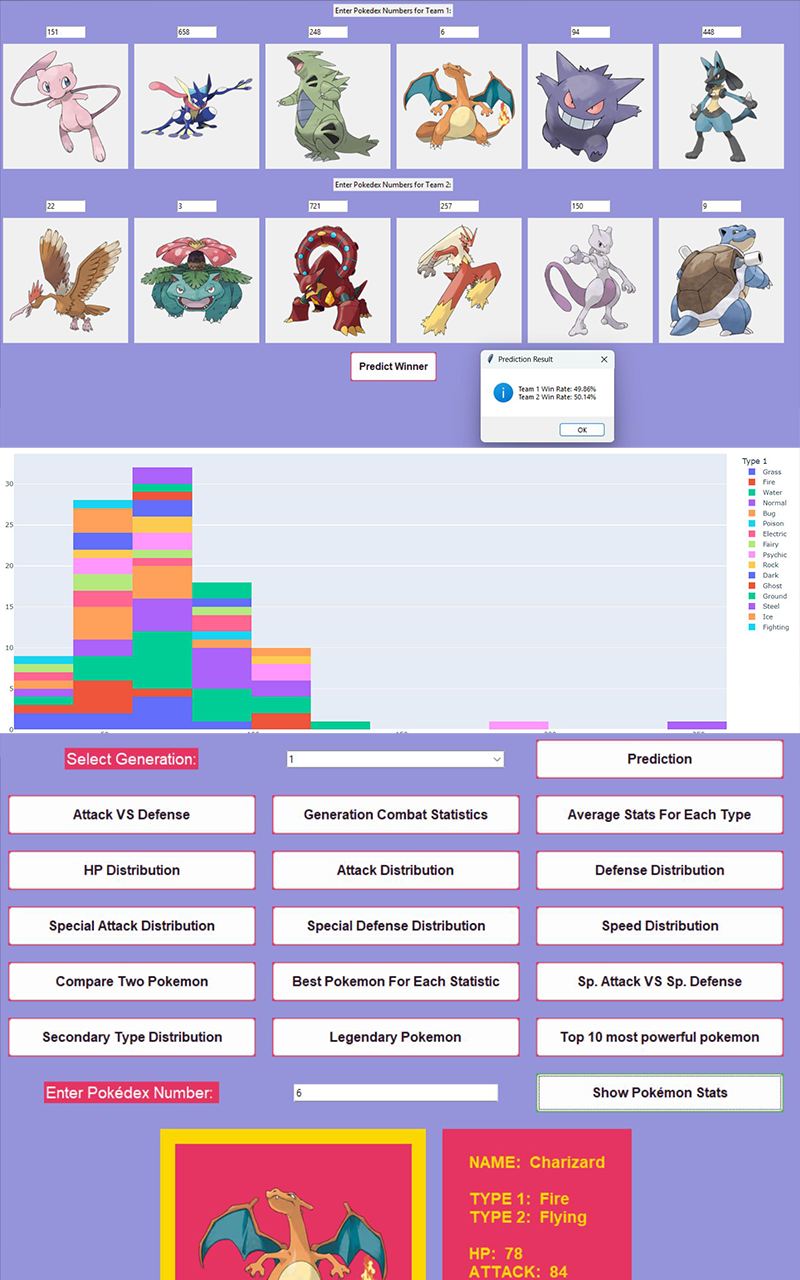 Enter Pokedex Numbers for Team 1:
151 658 248 6 94 448
Enter Pokedex Numbers for Team 2:
22 3 721 257 150 9
Predict Winner
Prediction Result
Team 1 Win Rate: 49.86%
Team 2 Win Rate: 50.14%
OK
Type 1
Grass
Fire
Water
Normal
Bug
Poison
Electric
Fairy
Psychic
Rock
Dark
Ghost
Ground
Steel
Ice
Fighting
30
25
20
15
10
5
0
Select Generation: 1 Prediction
Attack VS Defense Generation Combat Statistics Average Stats For Each Type
HP Distribution Attack Distribution Defense Distribution
Special Attack Distribution Special Defense Distribution Speed Distribution
Compare Two Pokemon Best Pokemon For Each Statistic Sp. Attack VS Sp. Defense
Secondary Type Distribution Legendary Pokemon Top 10 most powerful pokemon
Enter Pokédex Number: 6 Show Pokémon Stats
NAME: Charizard
TYPE 1: Fire
TYPE 2: Flying
HP: 78
ATTACK: 84